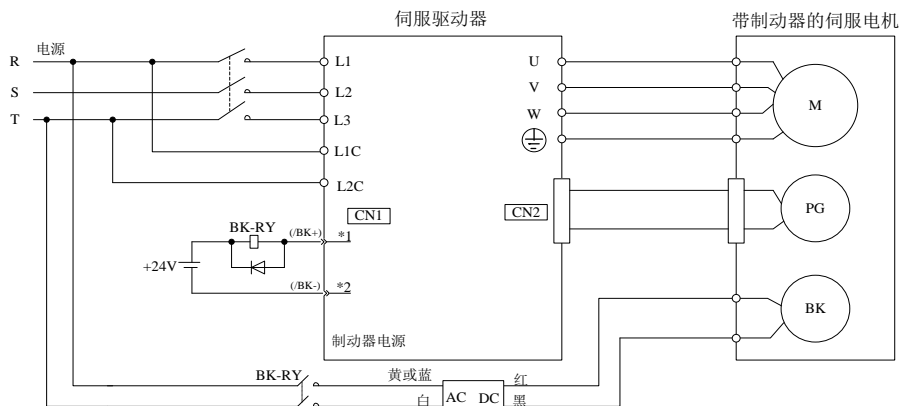 伺服驱动器
带制动器的伺服电机
电源
R
S
T
L1
L2
L3
L1C
L2C
U
V
W
M
CN1
CN2
PG
BK-RY
(/BK+)
*1
+24V
(/BK-)
*2
BK
制动器电源
BK-RY
黄或蓝
红
白
AC DC
黑